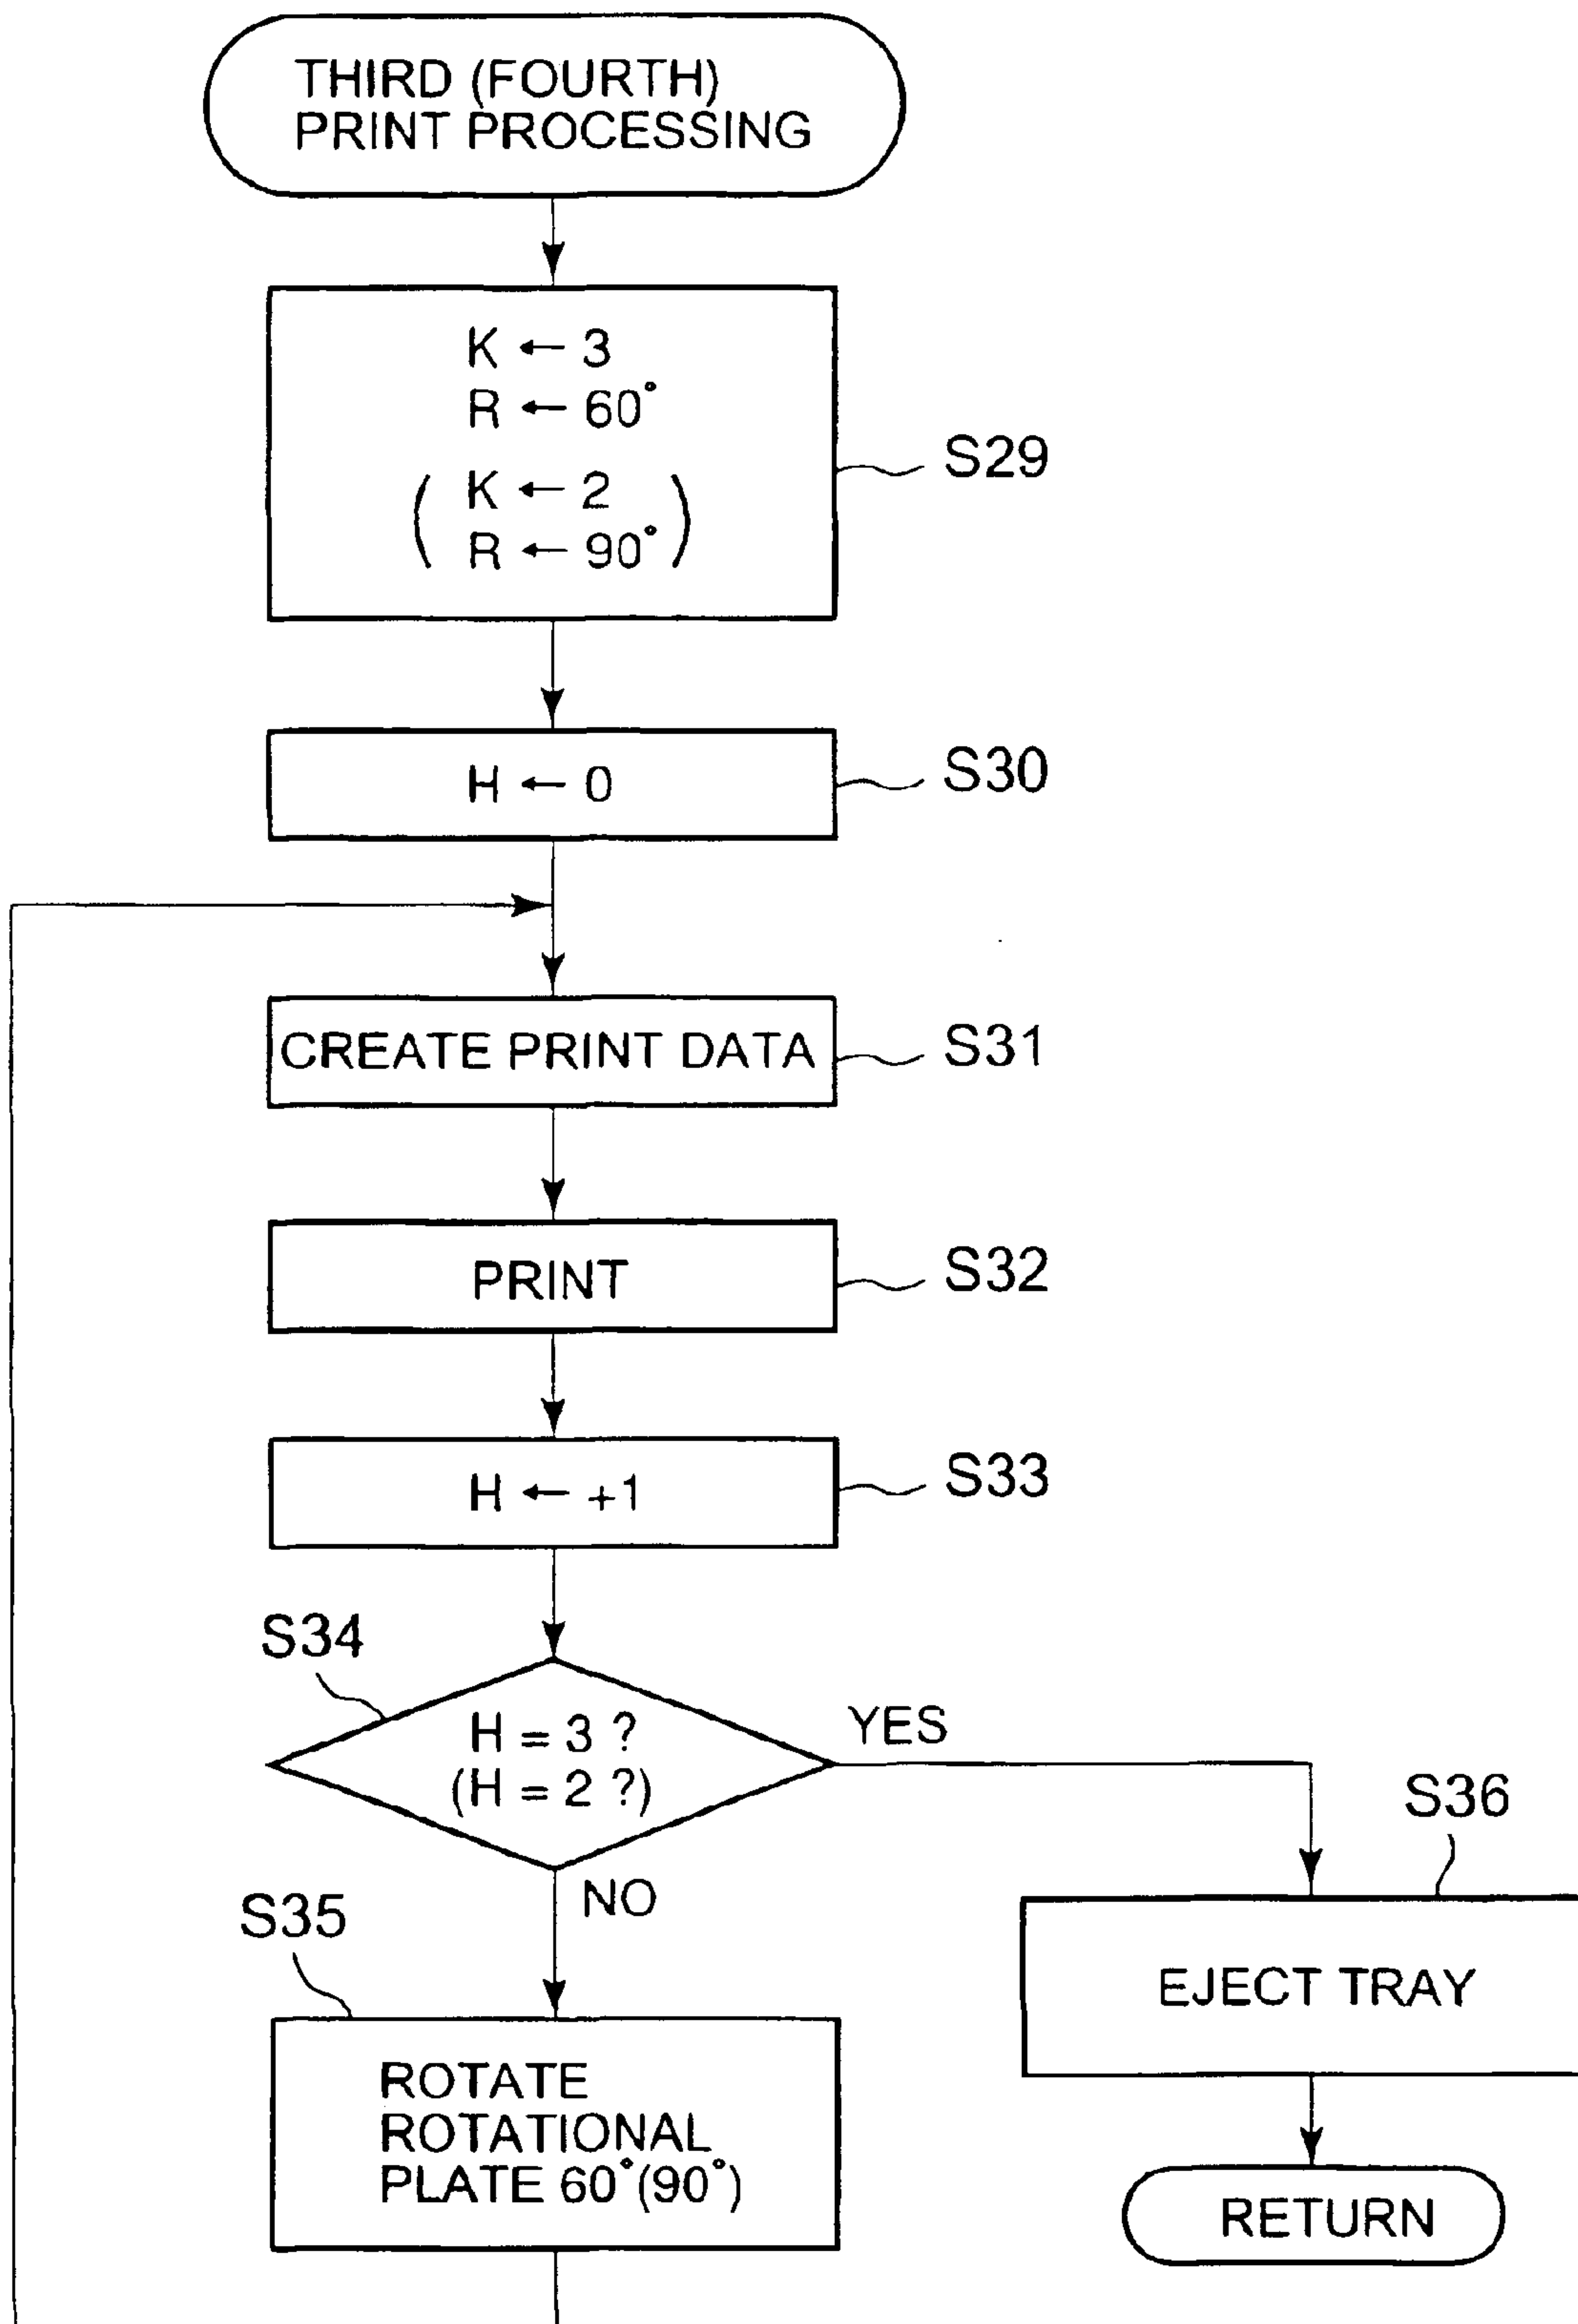 THIRD (FOURTH)
PRINT PROCESSING
K ← 3
R ← 60°
( K ← 2
R ← 90° )
S29
H ← 0
S30
CREATE PRINT DATA
S31
PRINT
S32
H ← +1
S33
S34
H = 3 ?
(H = 2 ?)
YES
NO
S35
ROTATE
ROTATIONAL
PLATE 60°(90°)
S36
EJECT TRAY
RETURN